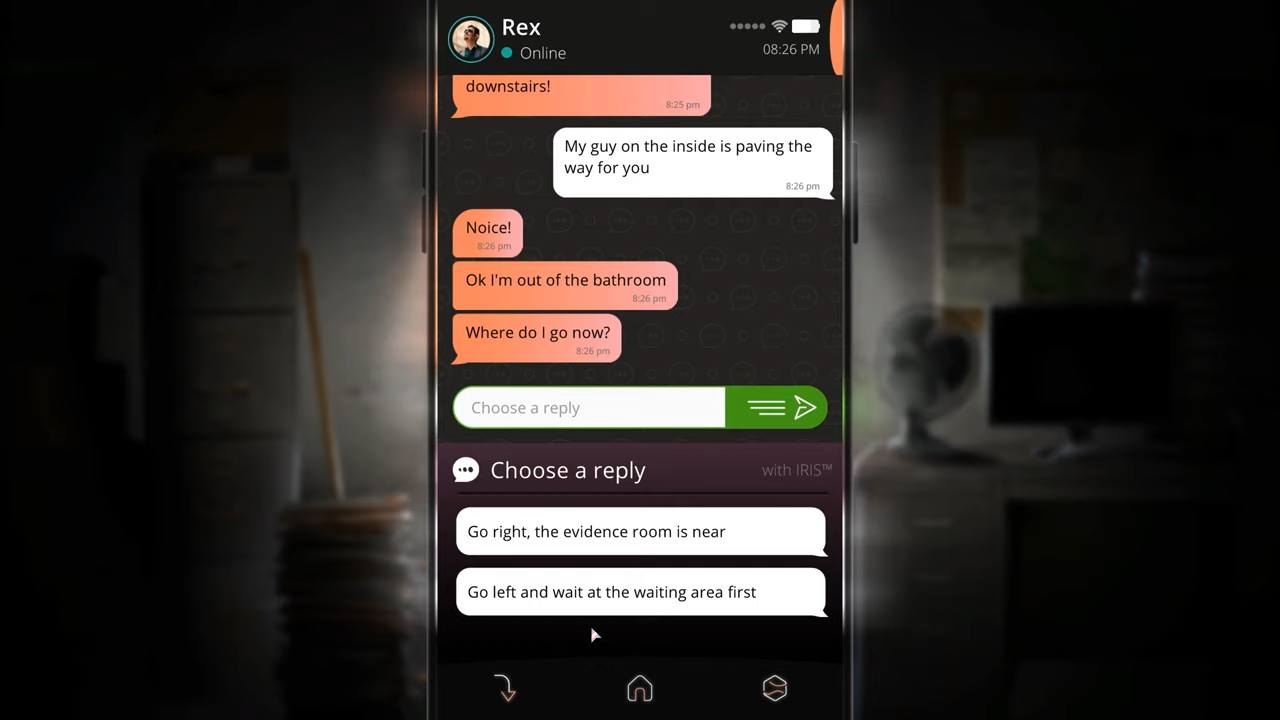 Rex
Online
08:26 PM
downstairs!
8:25 pm
My guy on the inside is paving the
way for you
8:26 pm
Noice!
8:26 pm
Ok I'm out of the bathroom
8:26 pm
Where do I go now?
8:26 pm
Choose a reply
Choose a reply
with IRIS™
Go right, the evidence room is near
Go left and wait at the waiting area first